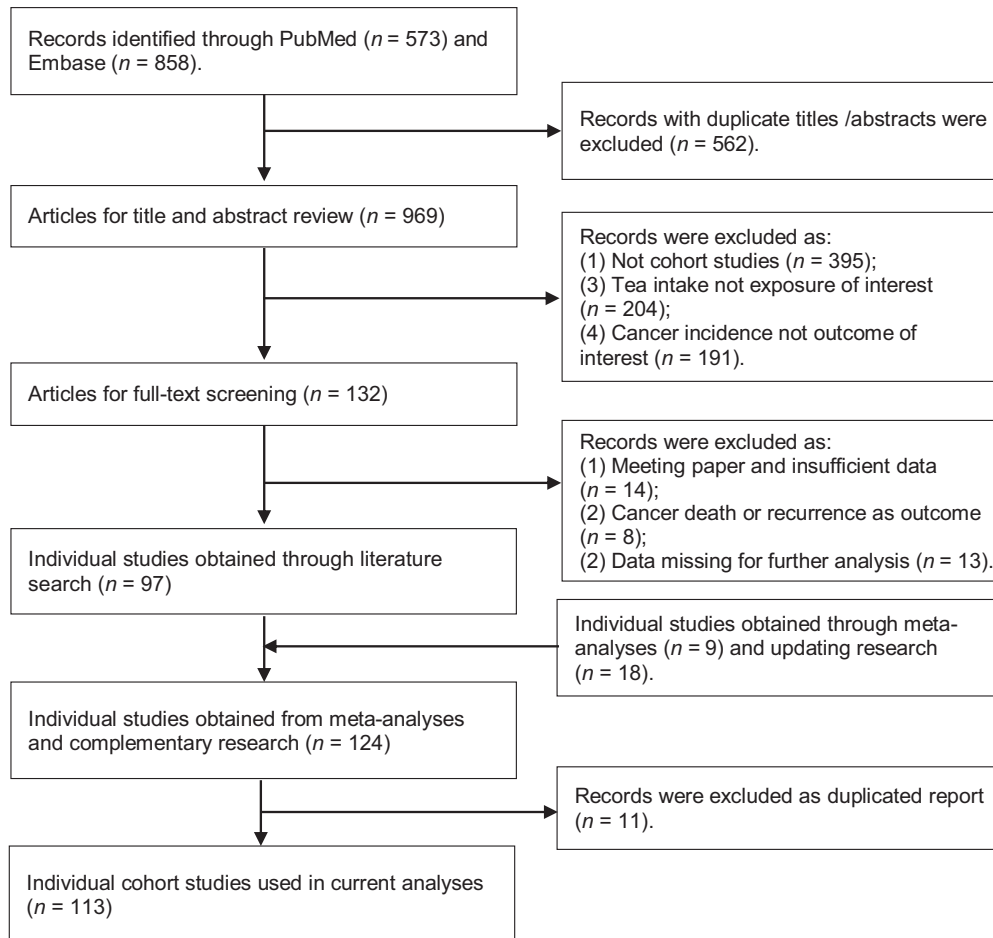 Records identified through PubMed (n = 573) and
Embase (n = 858).
Records with duplicate titles /abstracts were
excluded (n = 562).
Articles for title and abstract review (n = 969)
Records were excluded as:
(1) Not cohort studies (n = 395);
(3) Tea intake not exposure of interest
(n = 204);
(4) Cancer incidence not outcome of
interest (n = 191).
Articles for full-text screening (n = 132)
Records were excluded as:
(1) Meeting paper and insufficient data
(n = 14);
(2) Cancer death or recurrence as outcome
(n = 8);
(2) Data missing for further analysis (n = 13).
Individual studies obtained through literature
search (n = 97)
Individual studies obtained through meta-
analyses (n = 9) and updating research
(n = 18).
Individual studies obtained from meta-analyses
and complementary research (n = 124)
Records were excluded as duplicated report
(n = 11).
Individual cohort studies used in current analyses
(n = 113)